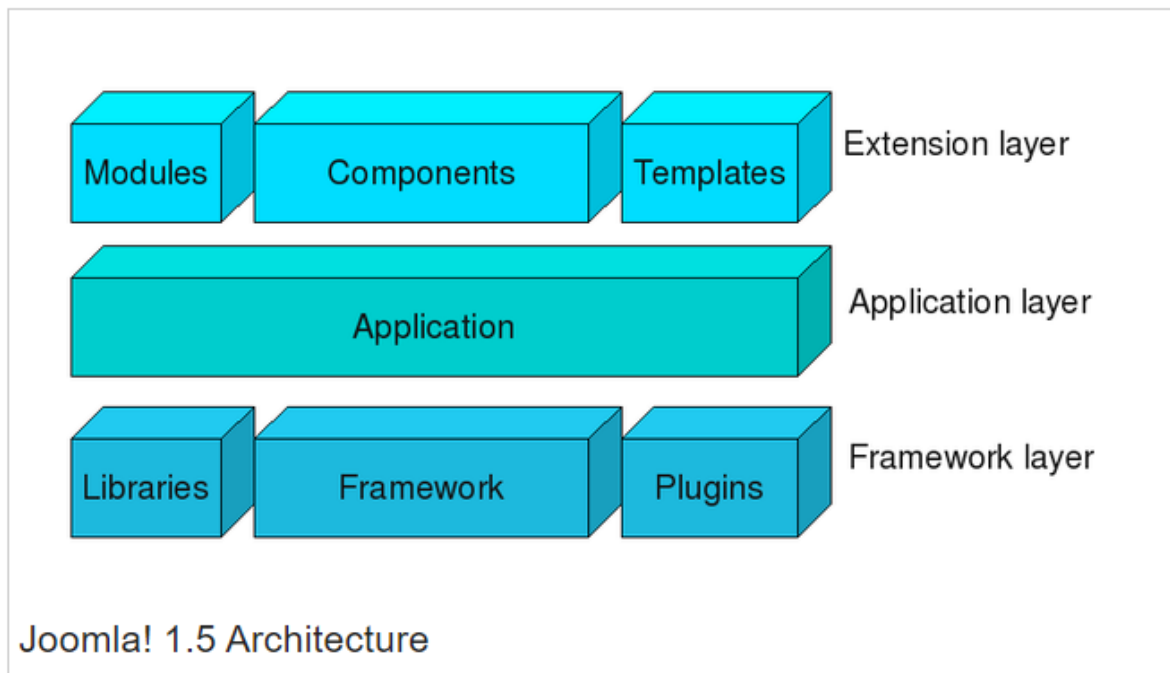 Modules
Components
Templates
Extension layer
Application
Application layer
Libraries
Framework
Plugins
Framework layer
Joomla! 1.5 Architecture